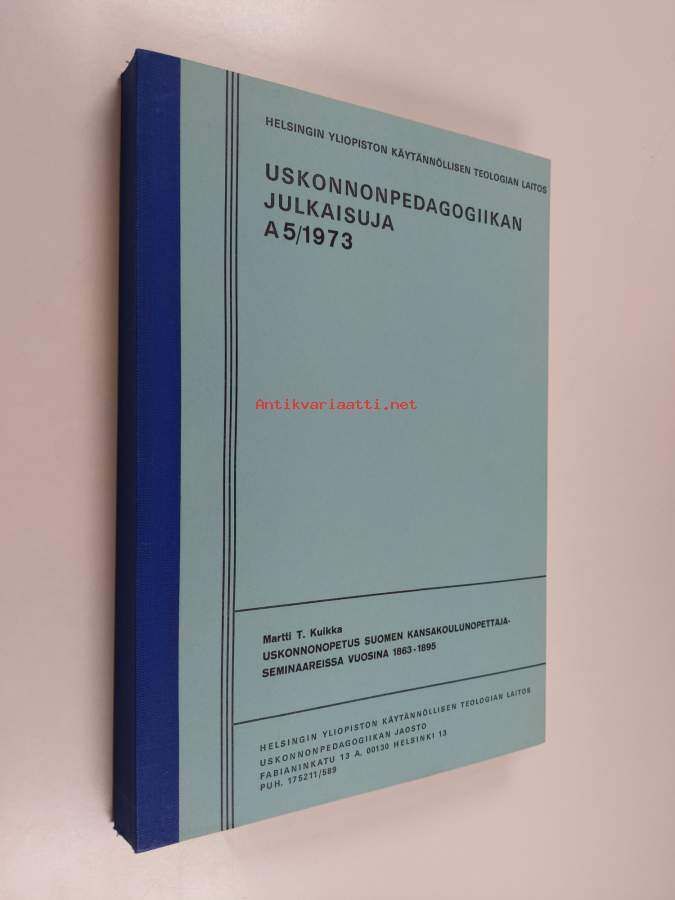 HELSINGIN YLIOPISTON KÄYTÄNNÖLLISEN TEOLOGIAN LAITOS
USKONNONPEDAGOGIIKAN
JULKAISUJA
A 5/1973
Antikvariaatti.net
Martti T. Kuikka
USKONNONOPETUS SUOMEN KANSAKOULUNOPETTAJA-
SEMINAAREISSA VUOSINA 1863-1895
HELSINGIN YLIOPISTON KÄYTÄNNÖLLISEN TEOLOGIAN LAITOS
USKONNONPEDAGOGIIKAN JAOSTO
FABIANINKATU 13 A, 00130 HELSINKI 13
PUH. 175211/589